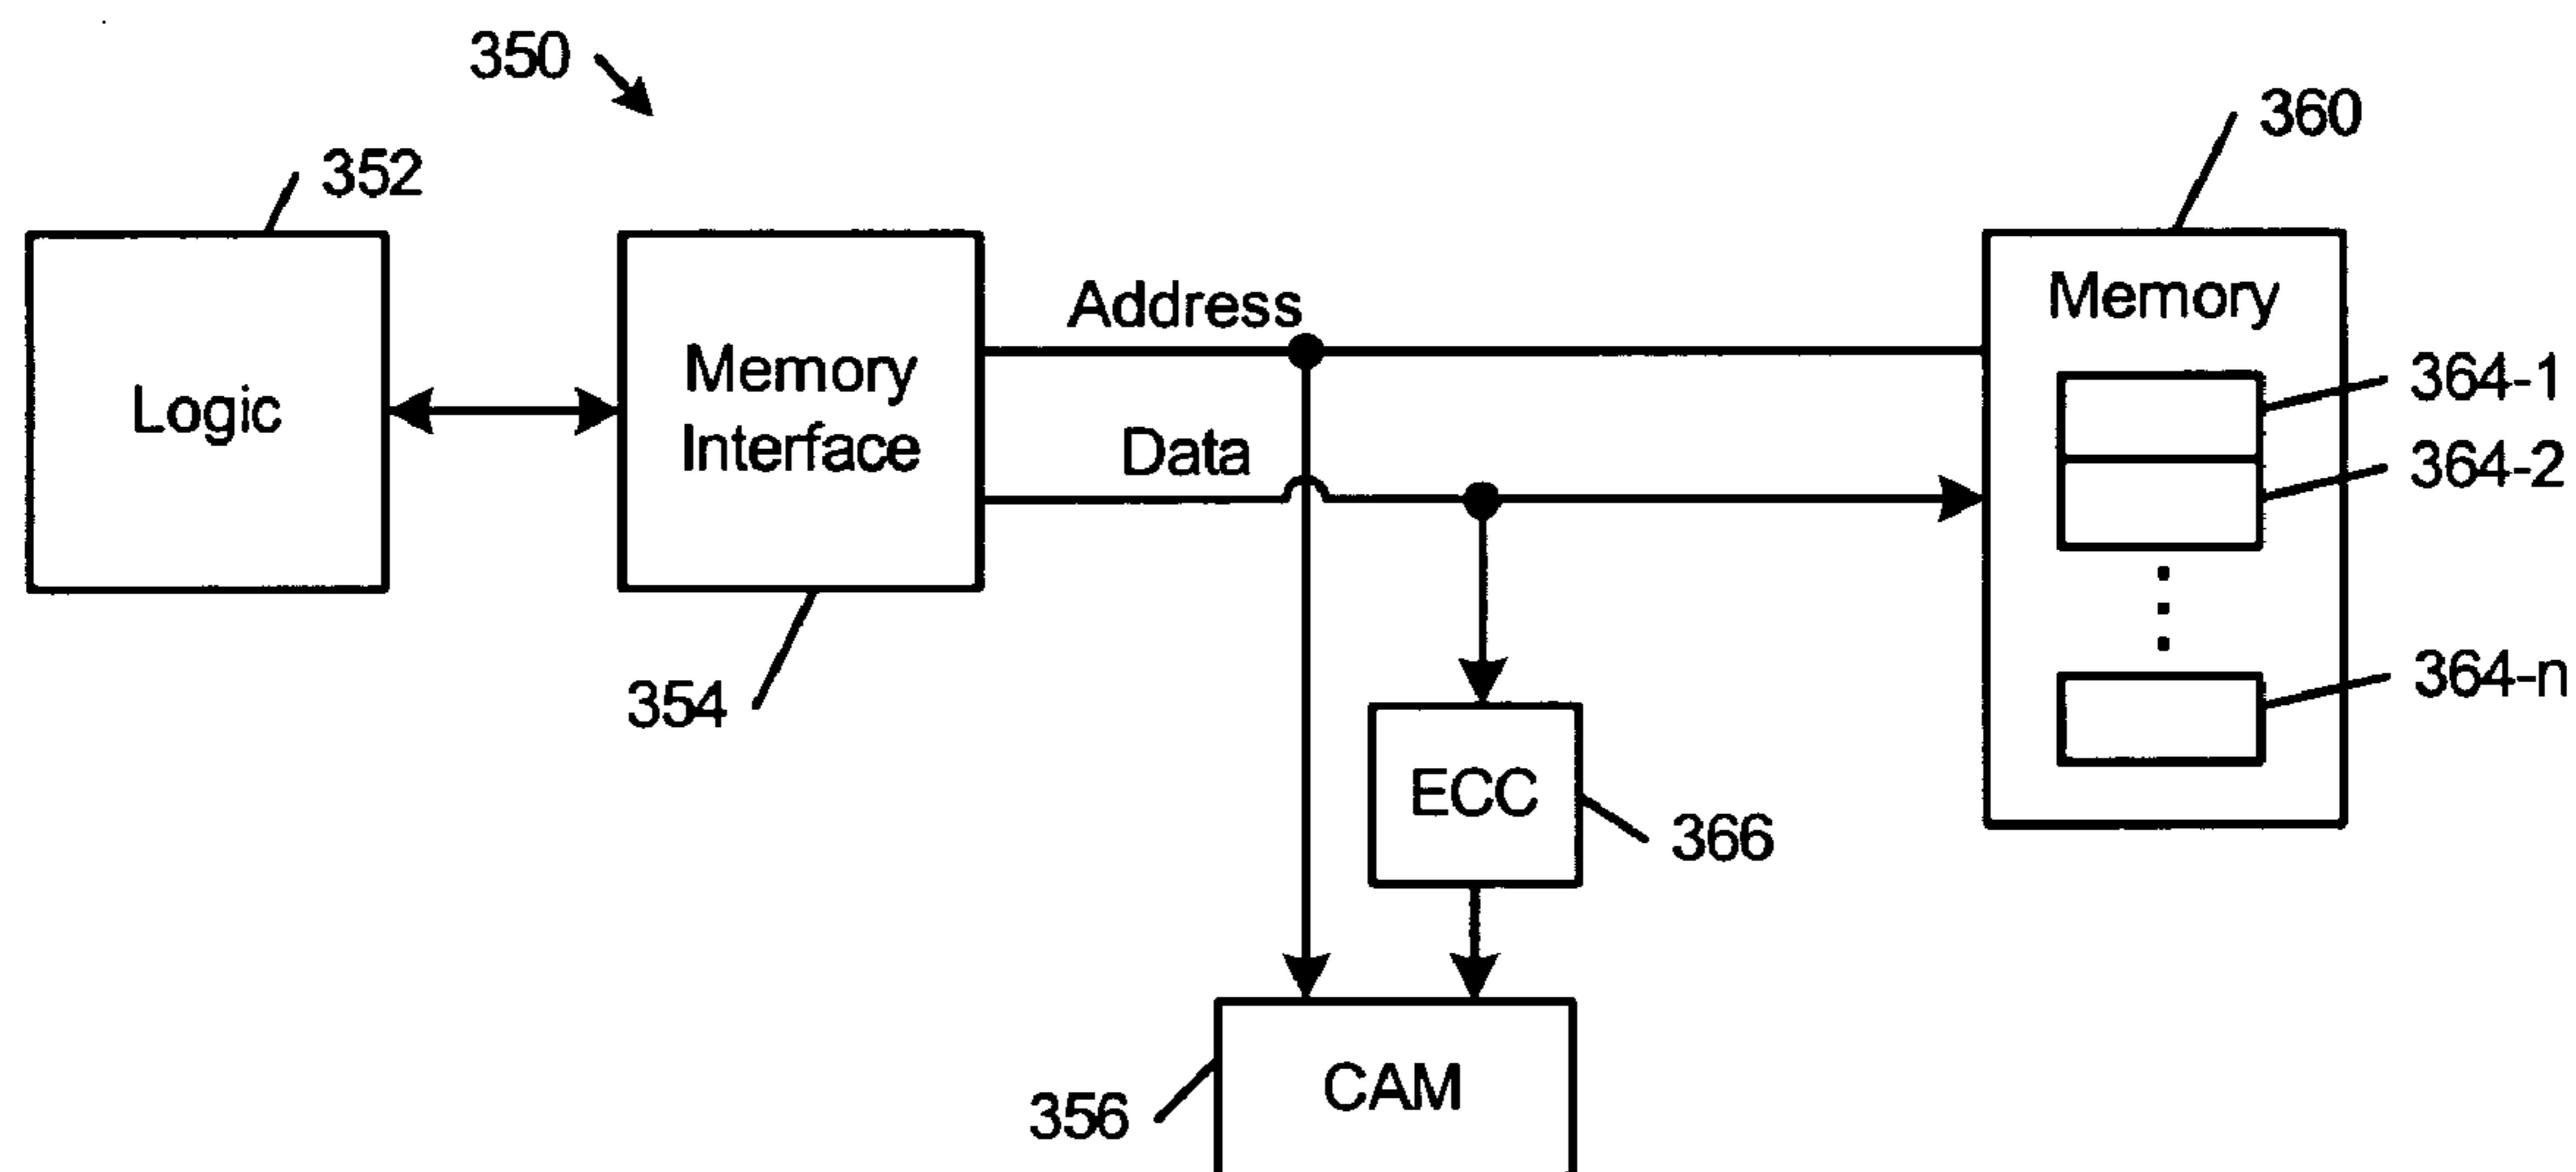 350
352
360
Logic
Memory
Interface
Address
Data
Memory
364-1
364-2
364-n
354
ECC
366
356
CAM